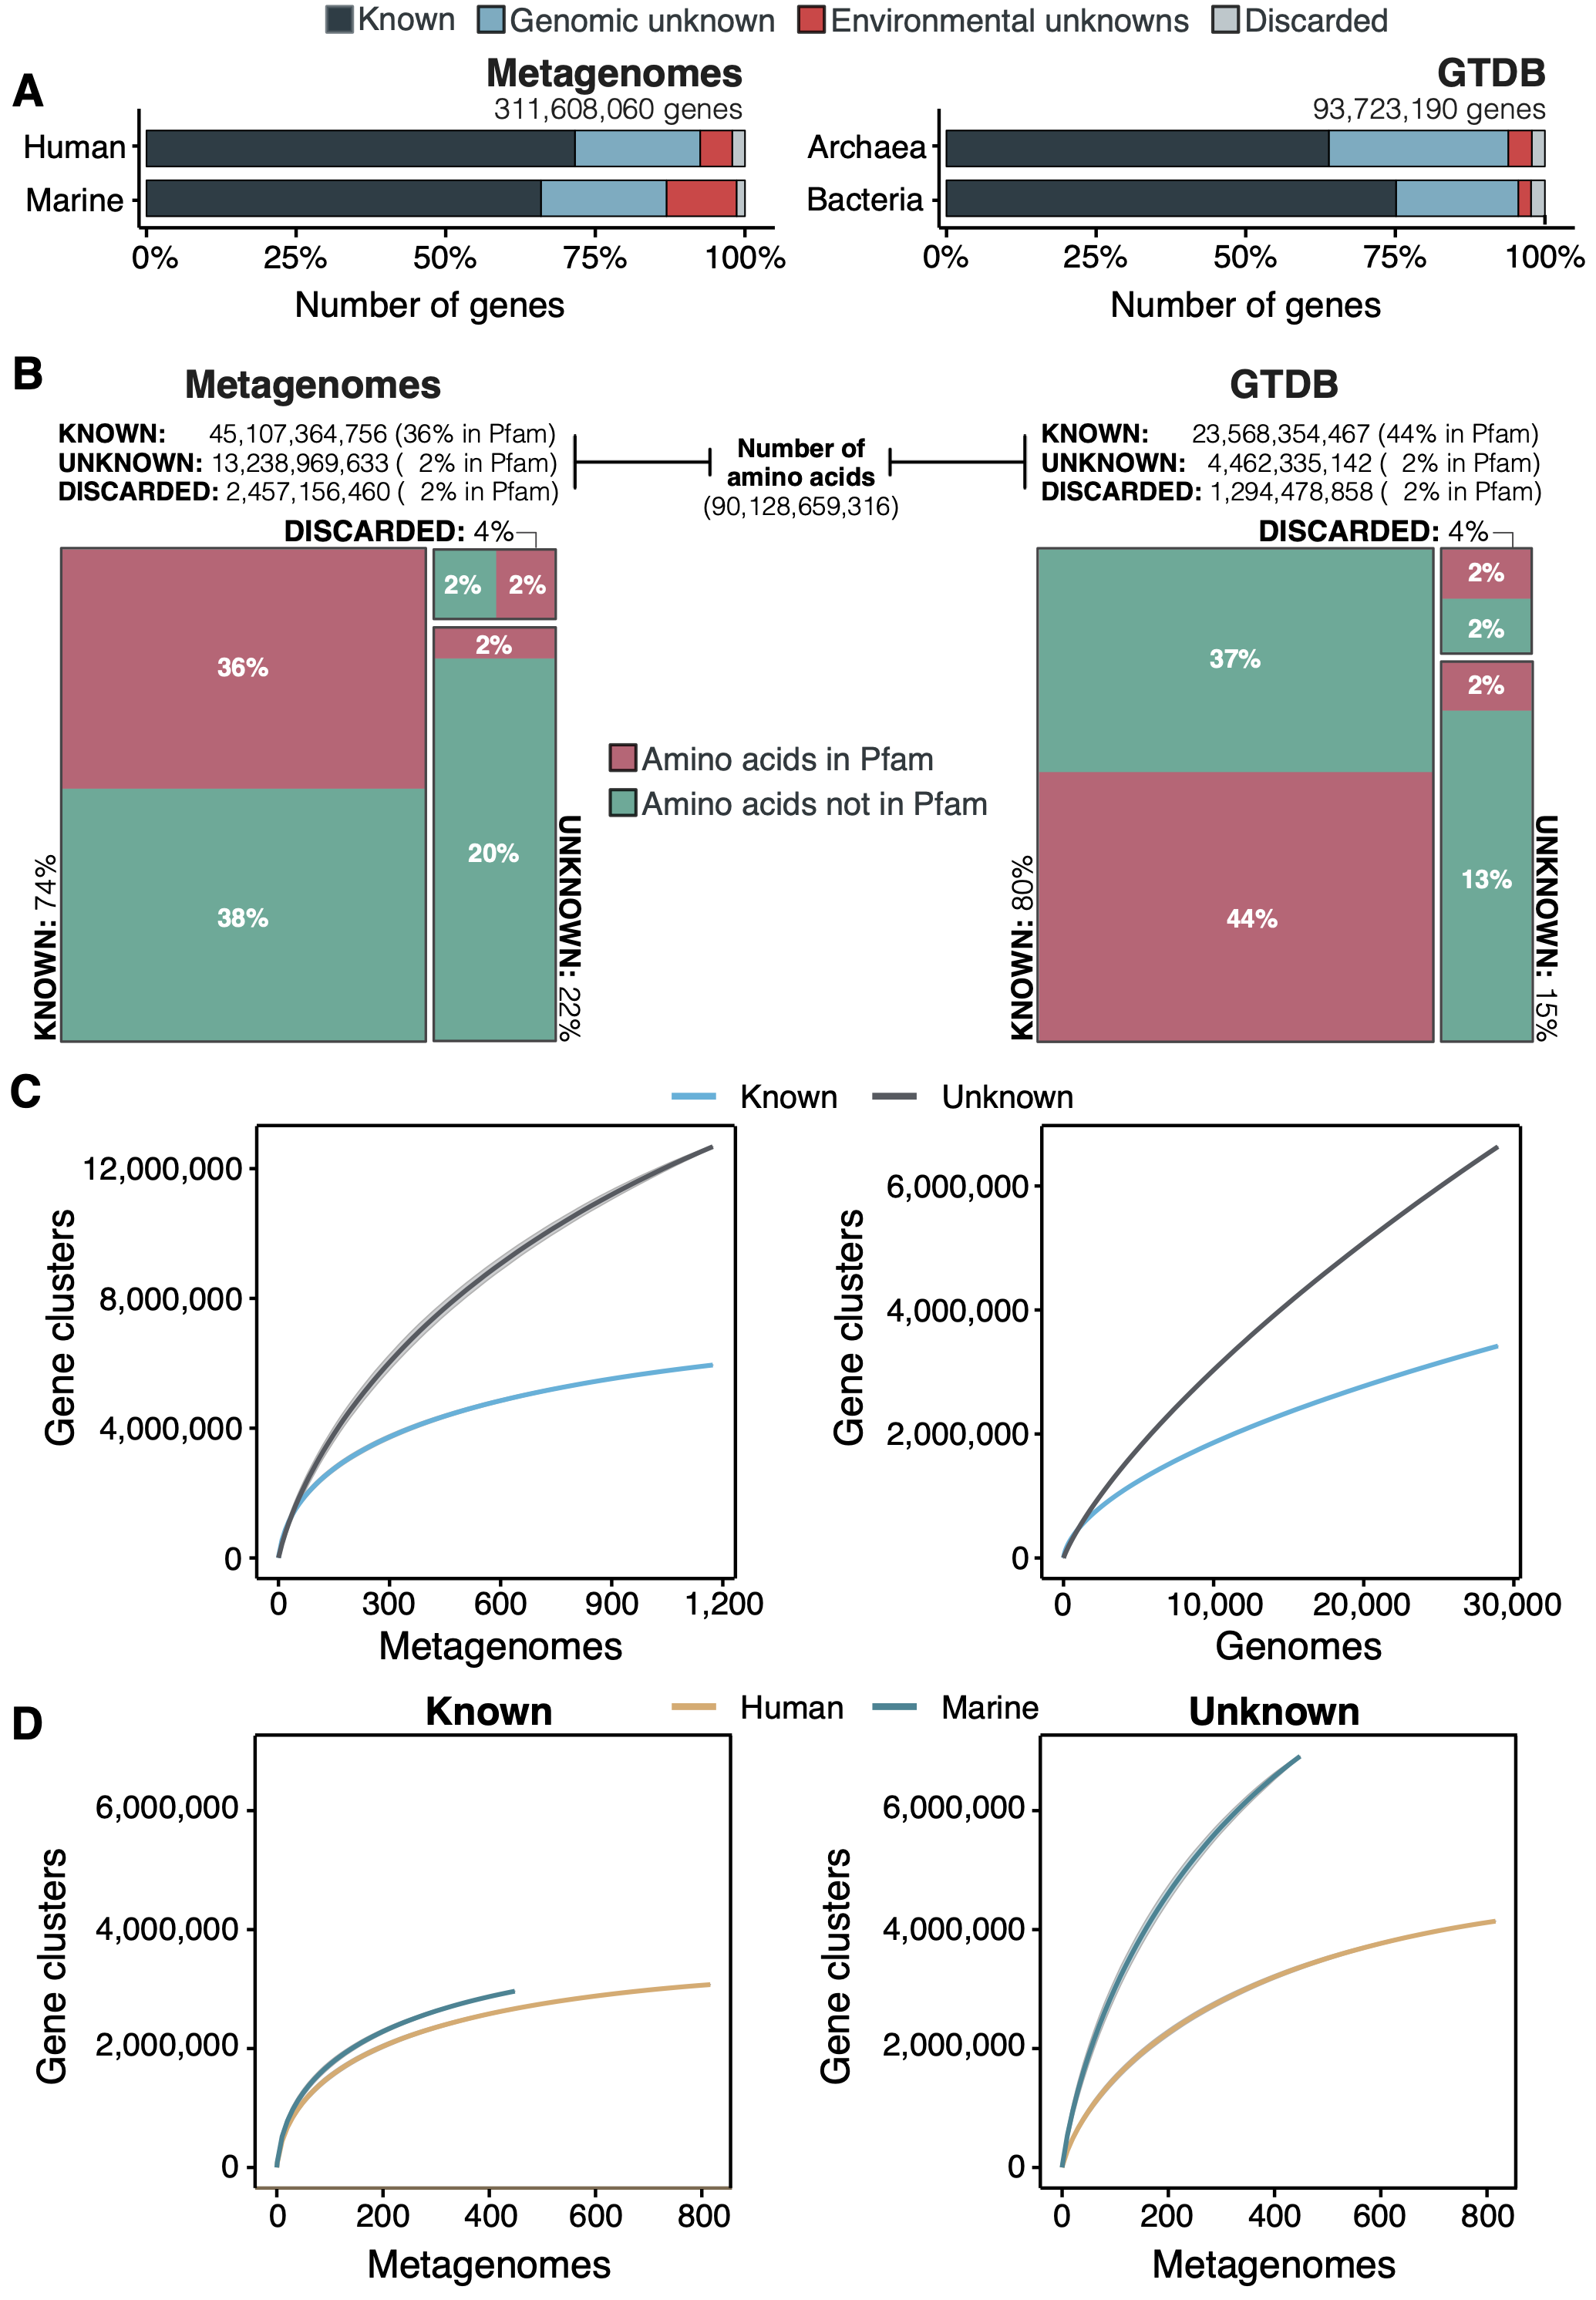 Known Genomic unknown Environmental unknowns Discarded
A
Metagenomes
311,608,060 genes
Human
Marine
0% 25% 50% 75% 100%
Number of genes
GTDB
93,723,190 genes
Archaea
Bacteria
0% 25% 50% 75% 100%
Number of genes
B
Metagenomes
KNOWN: 45,107,364,756 (36% in Pfam)
UNKNOWN: 13,238,969,633 ( 2% in Pfam)
DISCARDED: 2,457,156,460 ( 2% in Pfam)
Number of
amino acids
(90,128,659,316)
GTDB
KNOWN: 23,568,354,467 (44% in Pfam)
UNKNOWN: 4,462,335,142 ( 2% in Pfam)
DISCARDED: 1,294,478,858 ( 2% in Pfam)
DISCARDED: 4%
2% 2%
2%
36%
20%
38%
KNOWN: 74%
UNKNOWN: 22%
Amino acids in Pfam
Amino acids not in Pfam
DISCARDED: 4%
2%
2%
37%
2%
13%
44%
KNOWN: 80%
UNKNOWN: 15%
C
Known Unknown
Gene clusters
12,000,000
8,000,000
4,000,000
0
0 300 600 900 1,200
Metagenomes
Gene clusters
6,000,000
4,000,000
2,000,000
0
0 10,000 20,000 30,000
Genomes
D
Known
Human Marine
Unknown
Gene clusters
6,000,000
4,000,000
2,000,000
0
0 200 400 600 800
Metagenomes
Gene clusters
6,000,000
4,000,000
2,000,000
0
0 200 400 600 800
Metagenomes